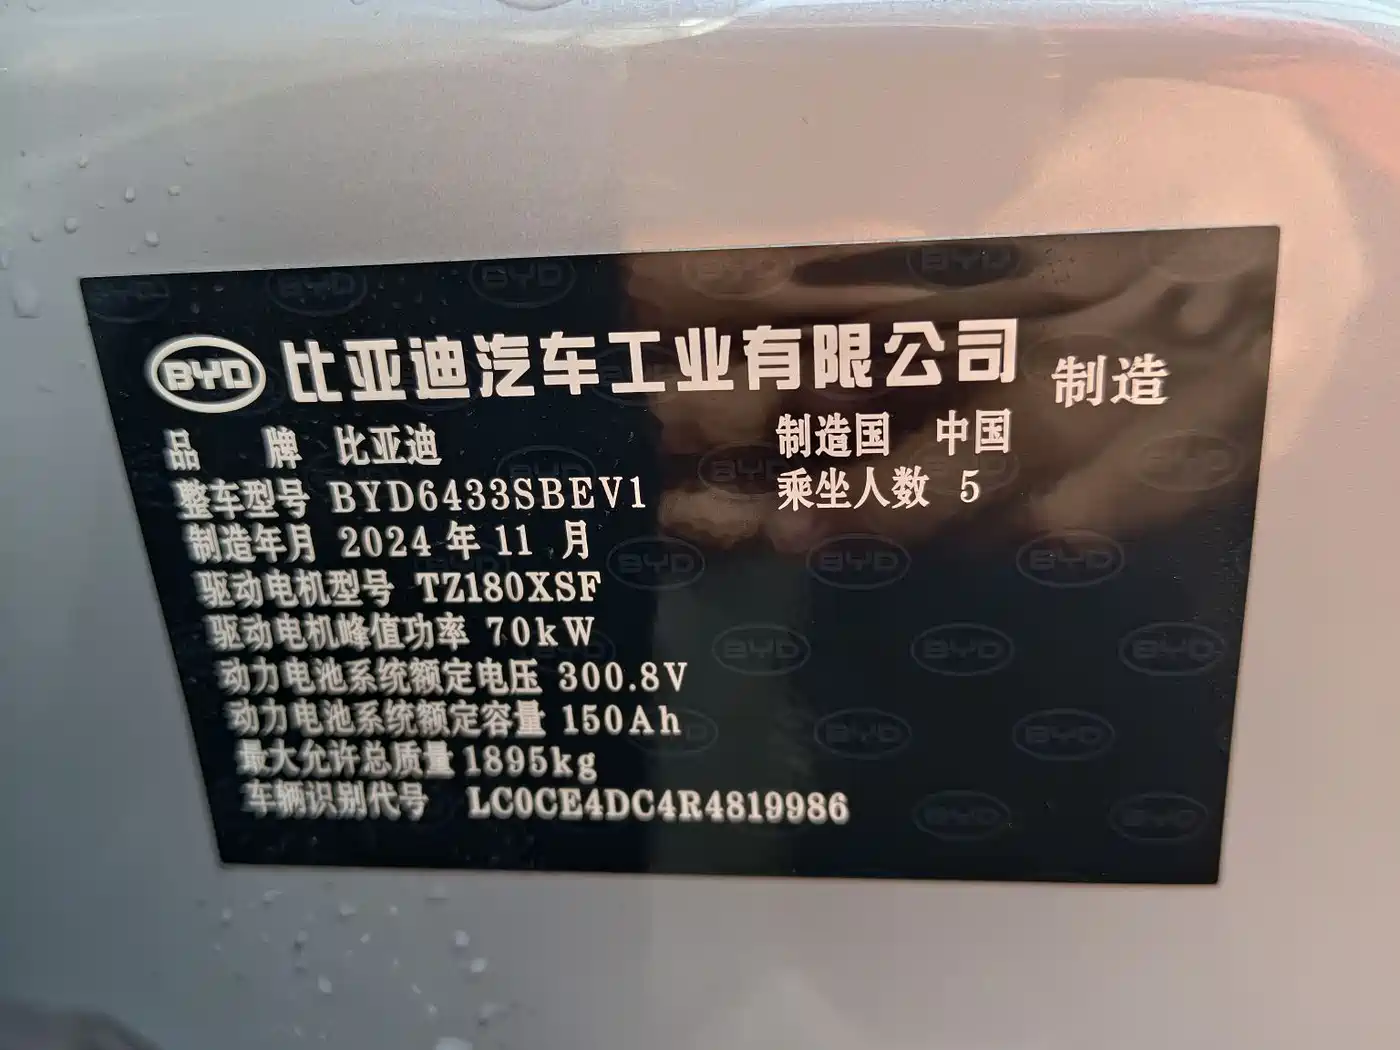 BYD 比亚迪汽车工业有限公司 制造
品 牌 比亚迪 制造国 中国
整车型号 BYD6433SBEV1 乘坐人数 5
制造年月 2024 年 11 月
驱动电机型号 TZ180XSF
驱动电机峰值功率 70kW
动力电池系统额定电压 300.8V
动力电池系统额定容量 150Ah
最大允许总质量 1895kg
车辆识别代号 LC0CE4DC4R4819986